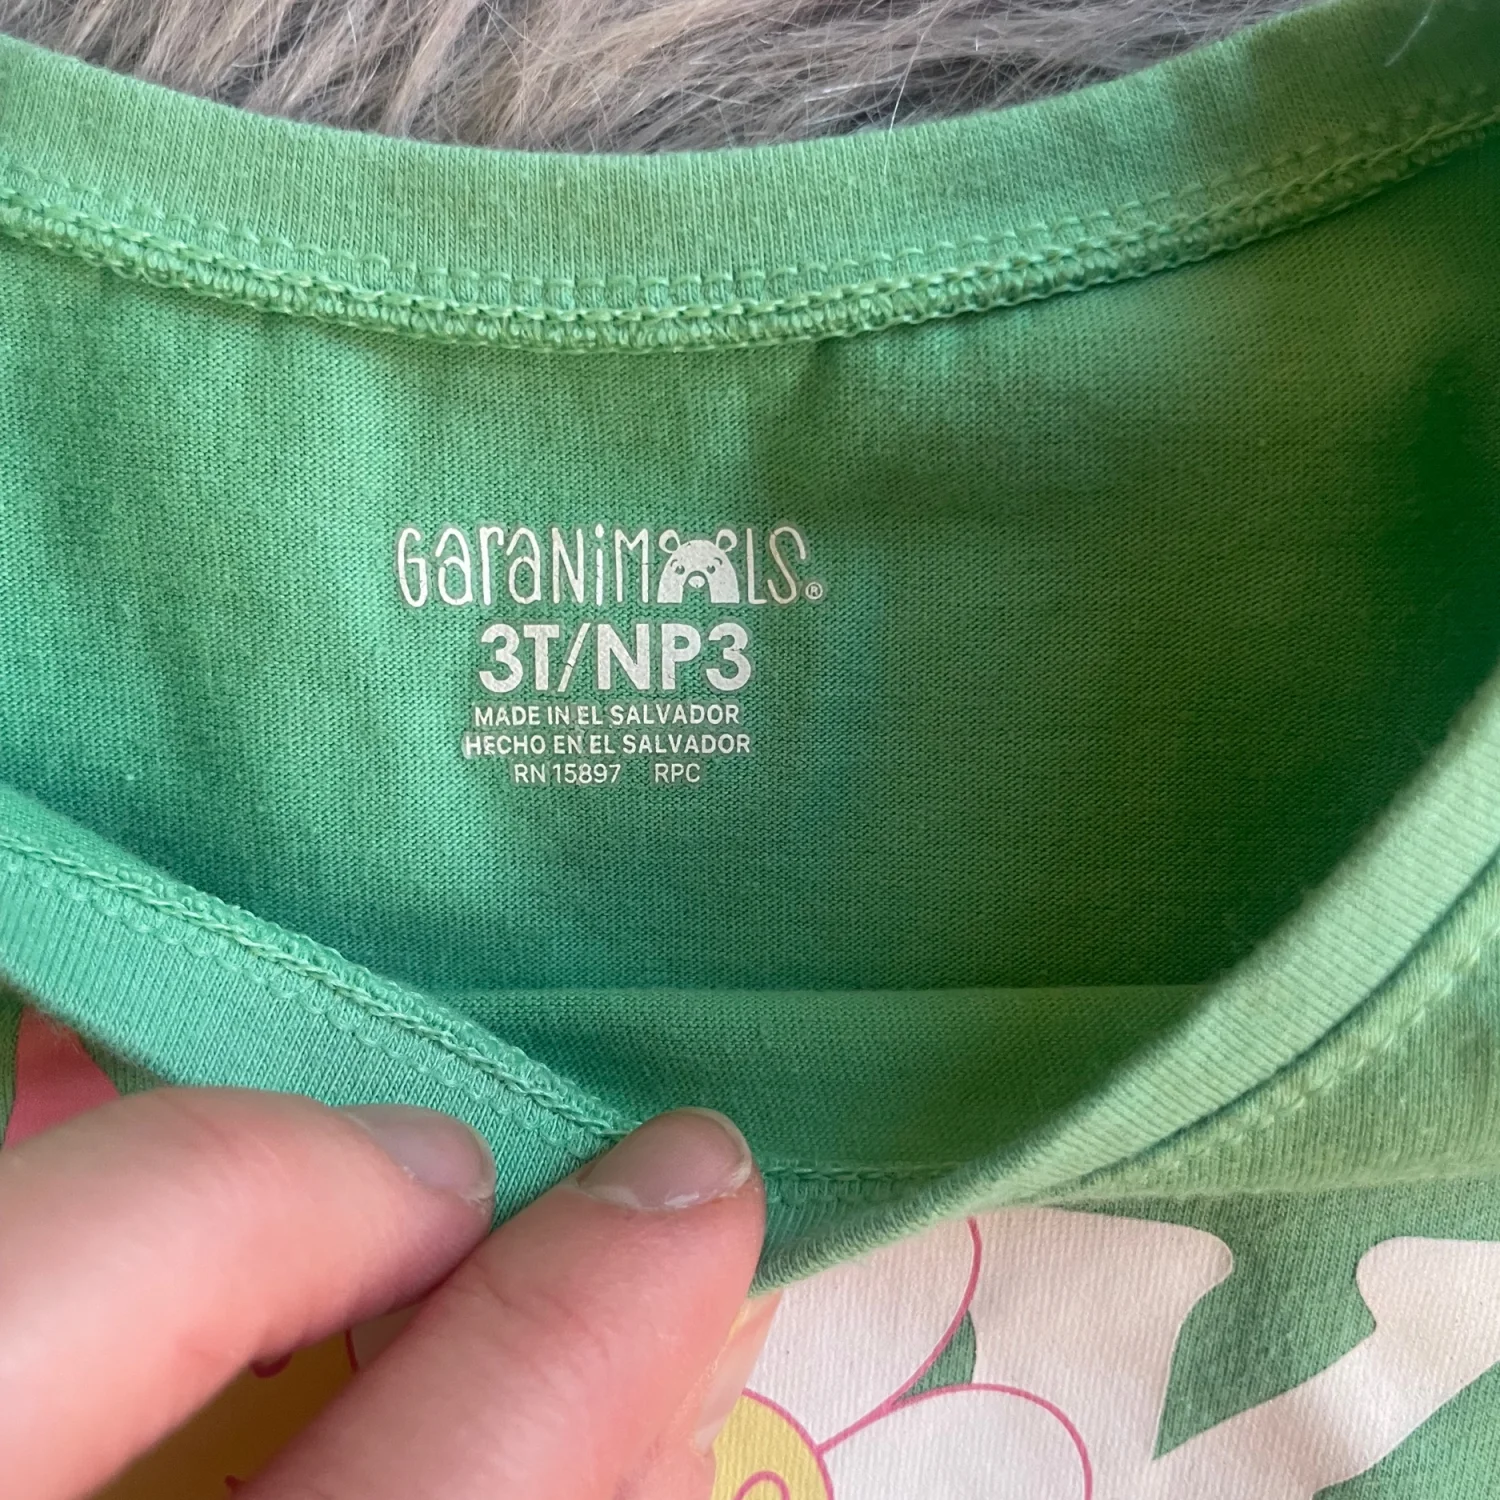 GaraNiMALS®
3T/NP3
MADE IN EL SALVADOR
HECHO EN EL SALVADOR
RN 15897 RPC